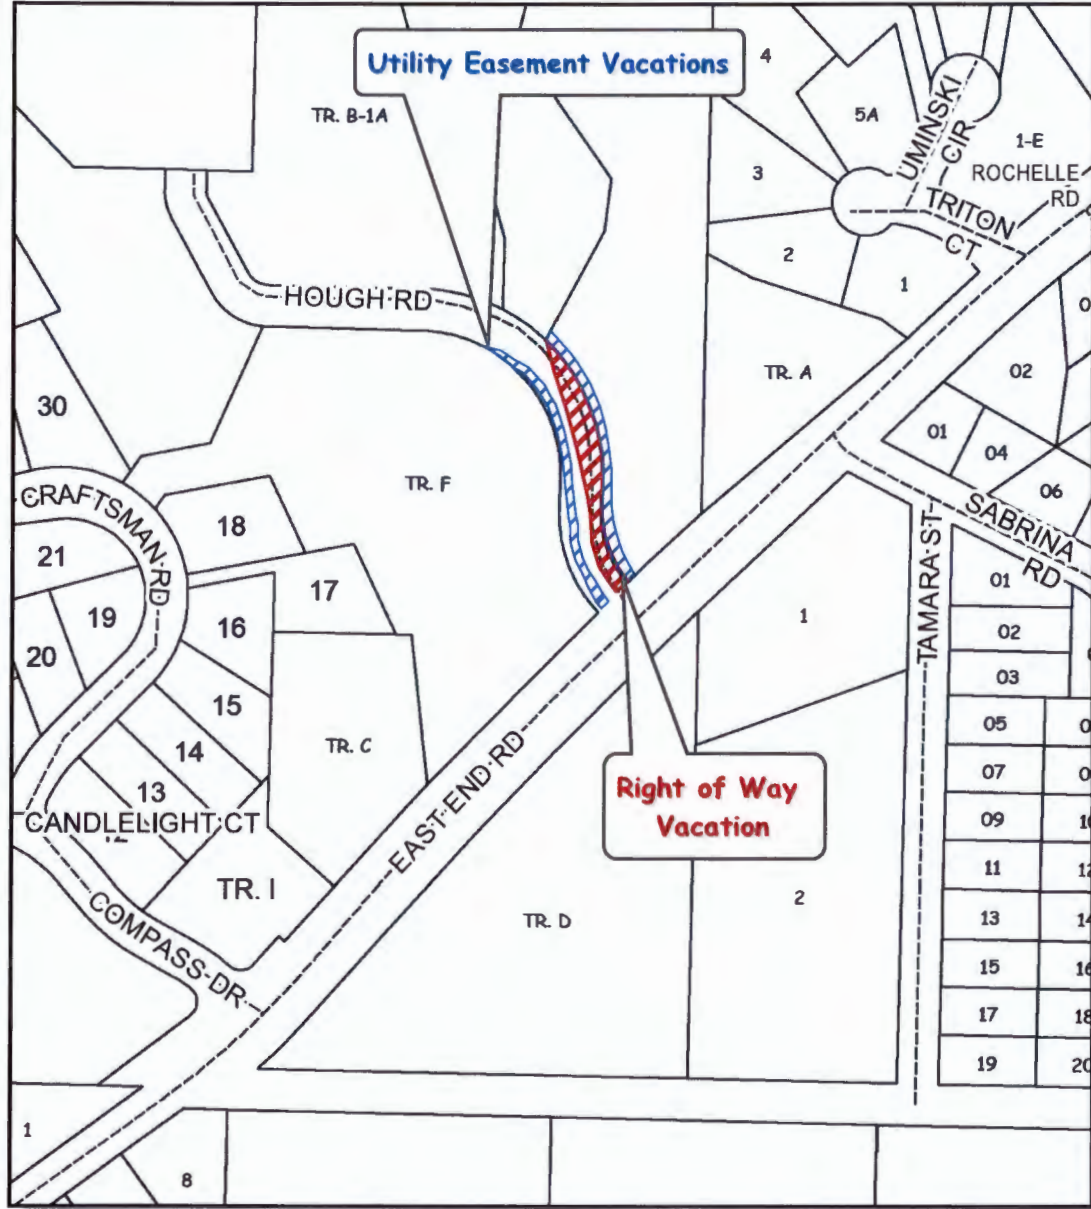 Utility Easement Vacations
4
TR. B-1A
5A
UMINSKI
CIR
1-E
ROCHELLE
RD
3
TRITON
CT
2
1
HOUGH RD
TR. A
02
30
01
04
TR. F
06
CRAFTSMAN RD
18
SABRINA
RD
21
TAMARA ST
01
17
19
16
1
02
20
03
15
05
TR. C
14
EAST END RD
07
13
Right of Way
Vacation
09
CANDLELIGHT CT
11
TR. I
2
COMPASS DR
TR. D
13
15
17
19
1
8